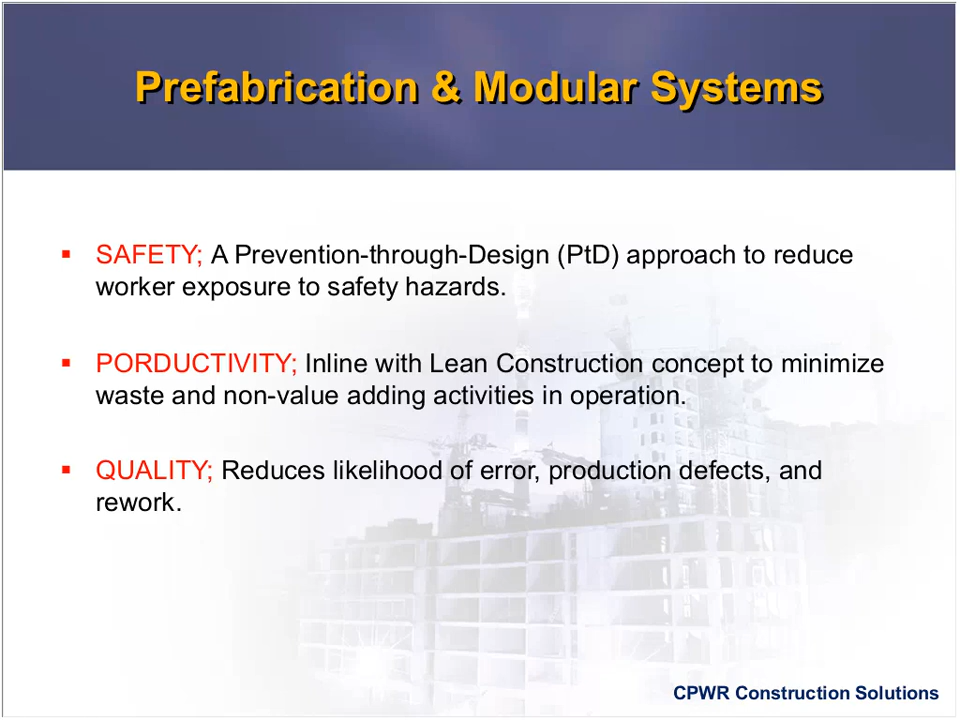 Prefabrication & Modular Systems
SAFETY; A Prevention-through-Design (PtD) approach to reduce
worker exposure to safety hazards.
PORDUCTIVITY; Inline with Lean Construction concept to minimize
waste and non-value adding activities in operation.
QUALITY; Reduces likelihood of error, production defects, and
rework.
CPWR Construction Solutions